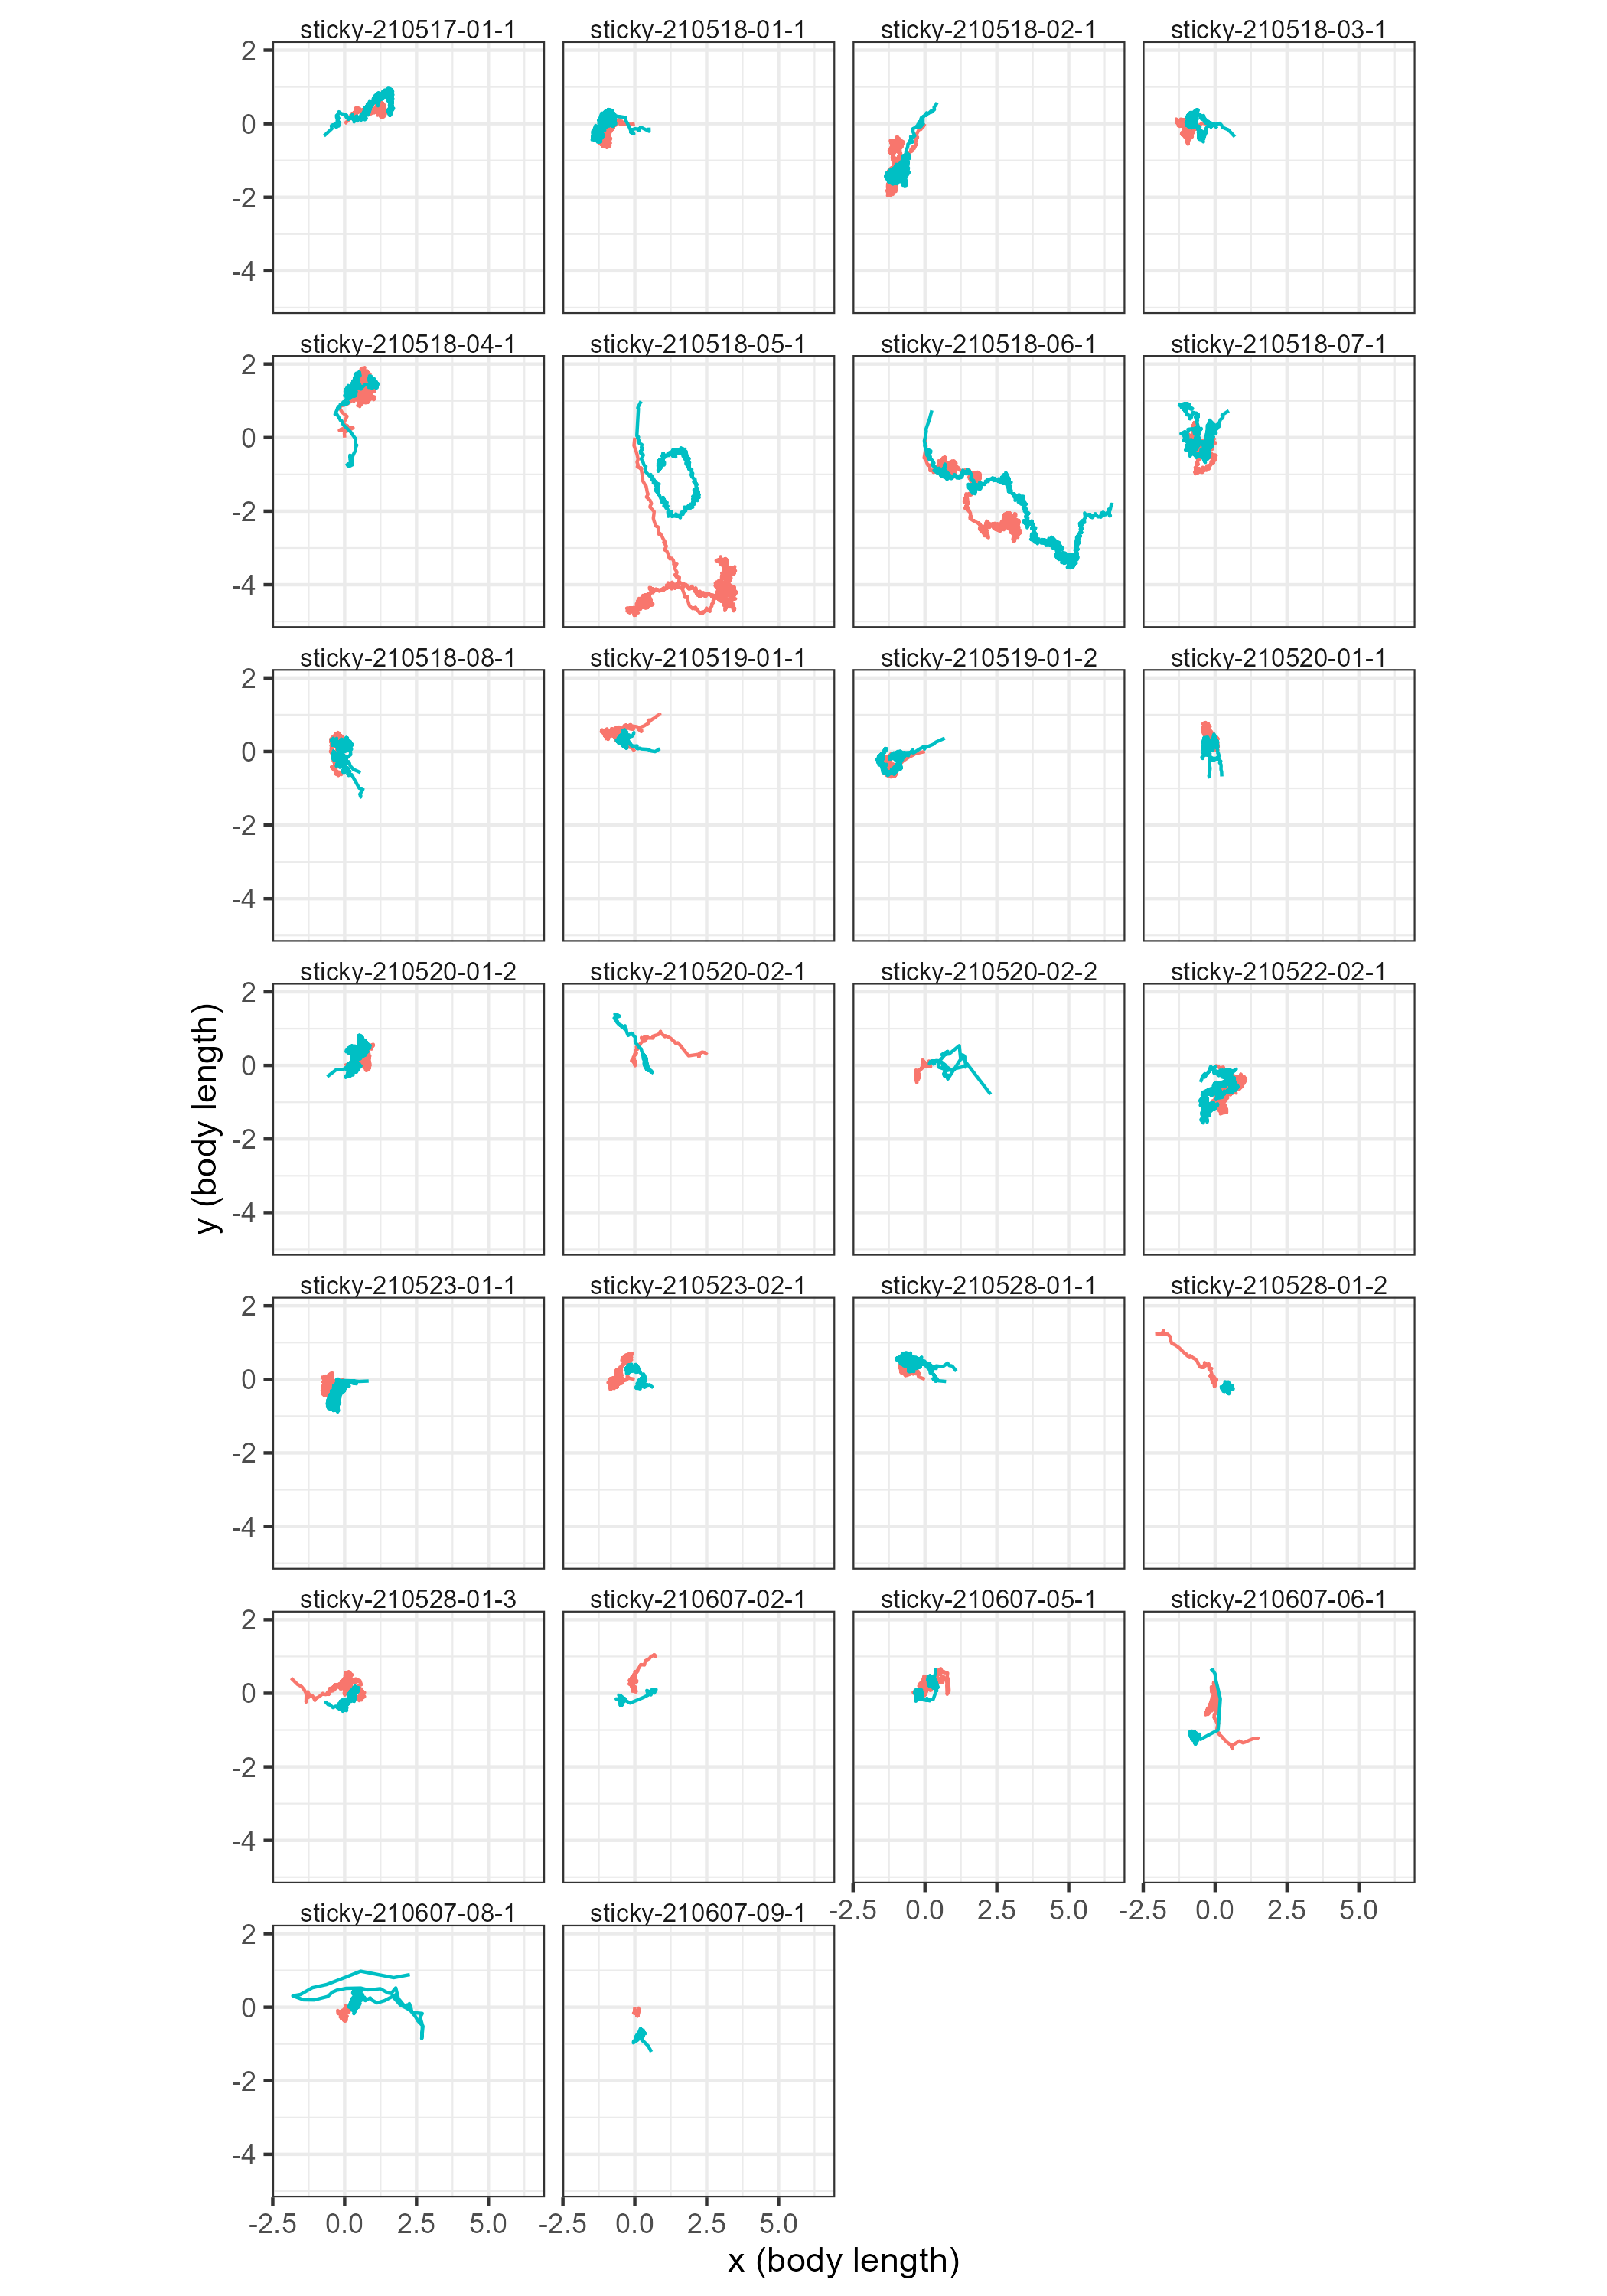 sticky-210517-01-1 sticky-210518-01-1 sticky-210518-02-1 sticky-210518-03-1
2
0
-2
-4
sticky-210518-04-1 sticky-210518-05-1 sticky-210518-06-1 sticky-210518-07-1
2
0
-2
-4
sticky-210518-08-1 sticky-210519-01-1 sticky-210519-01-2 sticky-210520-01-1
2
0
-2
-4
sticky-210520-01-2 sticky-210520-02-1 sticky-210520-02-2 sticky-210522-02-1
2
0
-2
-4
y (body length)
sticky-210523-01-1 sticky-210523-02-1 sticky-210528-01-1 sticky-210528-01-2
2
0
-2
-4
sticky-210528-01-3 sticky-210607-02-1 sticky-210607-05-1 sticky-210607-06-1
2
0
-2
-4
-2.5 0.0 2.5 5.0 -2.5 0.0 2.5 5.0
sticky-210607-08-1 sticky-210607-09-1
2
0
-2
-4
-2.5 0.0 2.5 5.0 -2.5 0.0 2.5 5.0
x (body length)